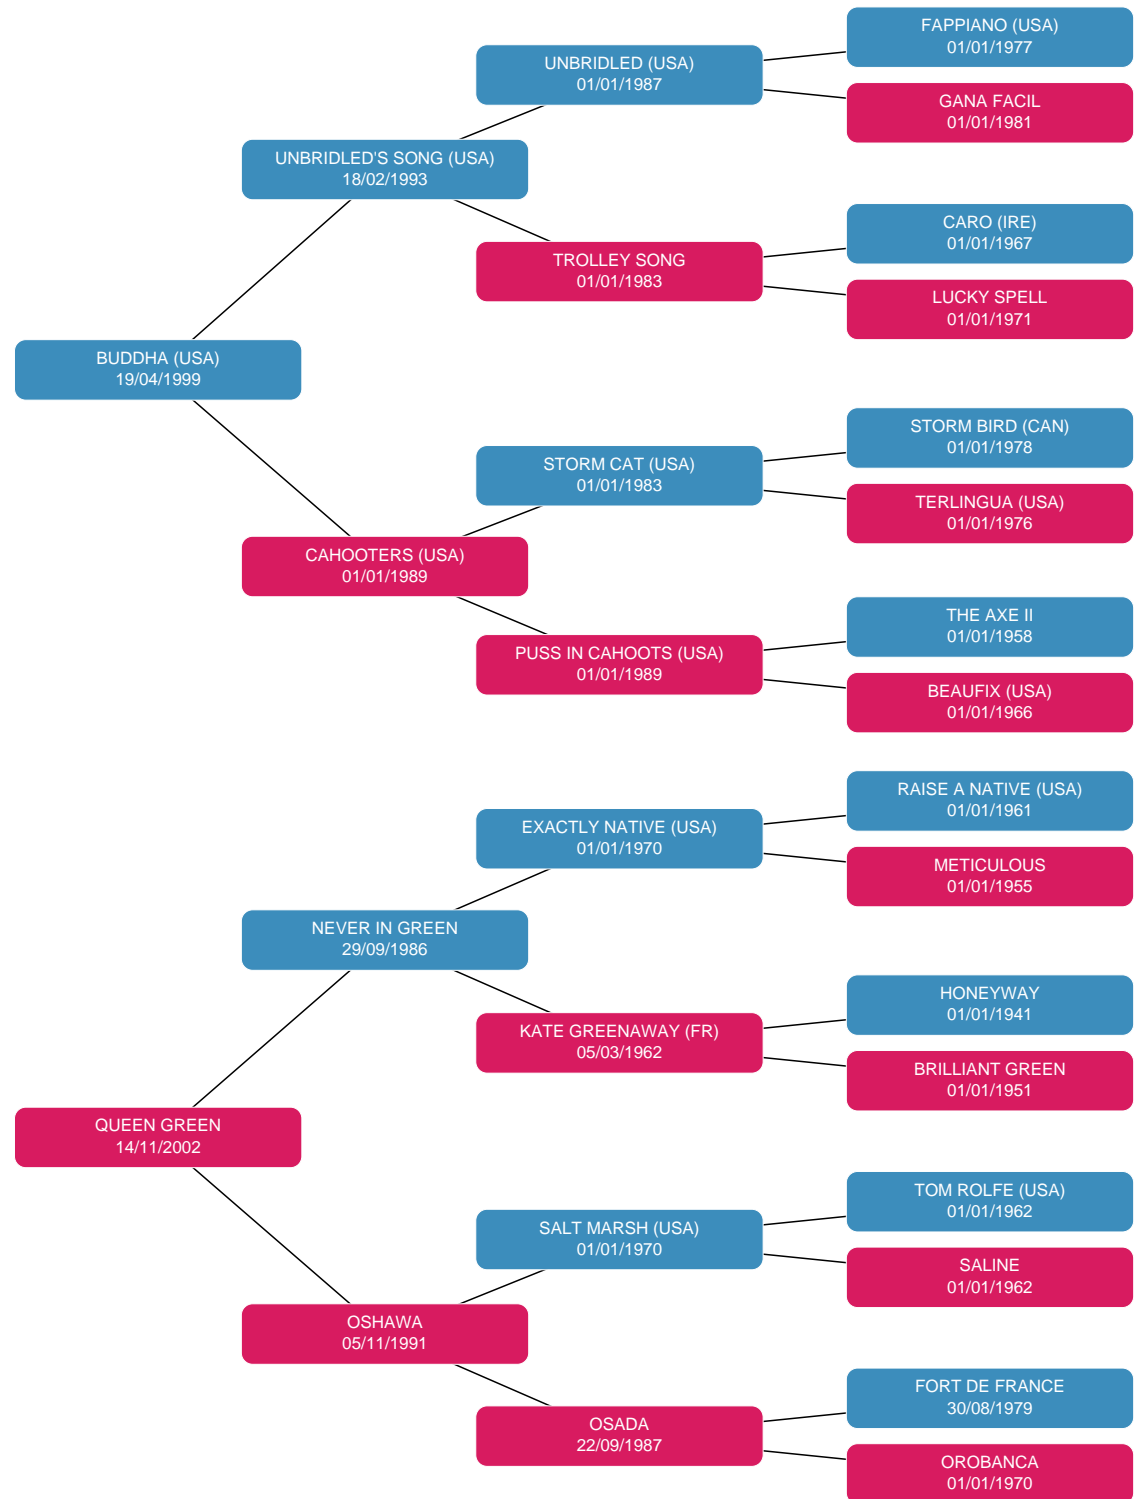 FAPPIANO (USA)
01/01/1977
UNBRIDLED (USA)
01/01/1987
GANA FACIL
01/01/1981
UNBRIDLED'S SONG (USA)
18/02/1993
CARO (IRE)
01/01/1967
TROLLEY SONG
01/01/1983
LUCKY SPELL
01/01/1971
BUDDHA (USA)
19/04/1999
STORM BIRD (CAN)
01/01/1978
STORM CAT (USA)
01/01/1983
TERLINGUA (USA)
01/01/1976
CAHOOTERS (USA)
01/01/1989
THE AXE II
01/01/1958
PUSS IN CAHOOTS (USA)
01/01/1989
BEAUFIX (USA)
01/01/1966
RAISE A NATIVE (USA)
01/01/1961
EXACTLY NATIVE (USA)
01/01/1970
METICULOUS
01/01/1955
NEVER IN GREEN
29/09/1986
HONEYWAY
01/01/1941
KATE GREENAWAY (FR)
05/03/1962
BRILLIANT GREEN
01/01/1951
QUEEN GREEN
14/11/2002
TOM ROLFE (USA)
01/01/1962
SALT MARSH (USA)
01/01/1970
SALINE
01/01/1962
OSHAWA
05/11/1991
FORT DE FRANCE
30/08/1979
OSADA
22/09/1987
OROBANCA
01/01/1970